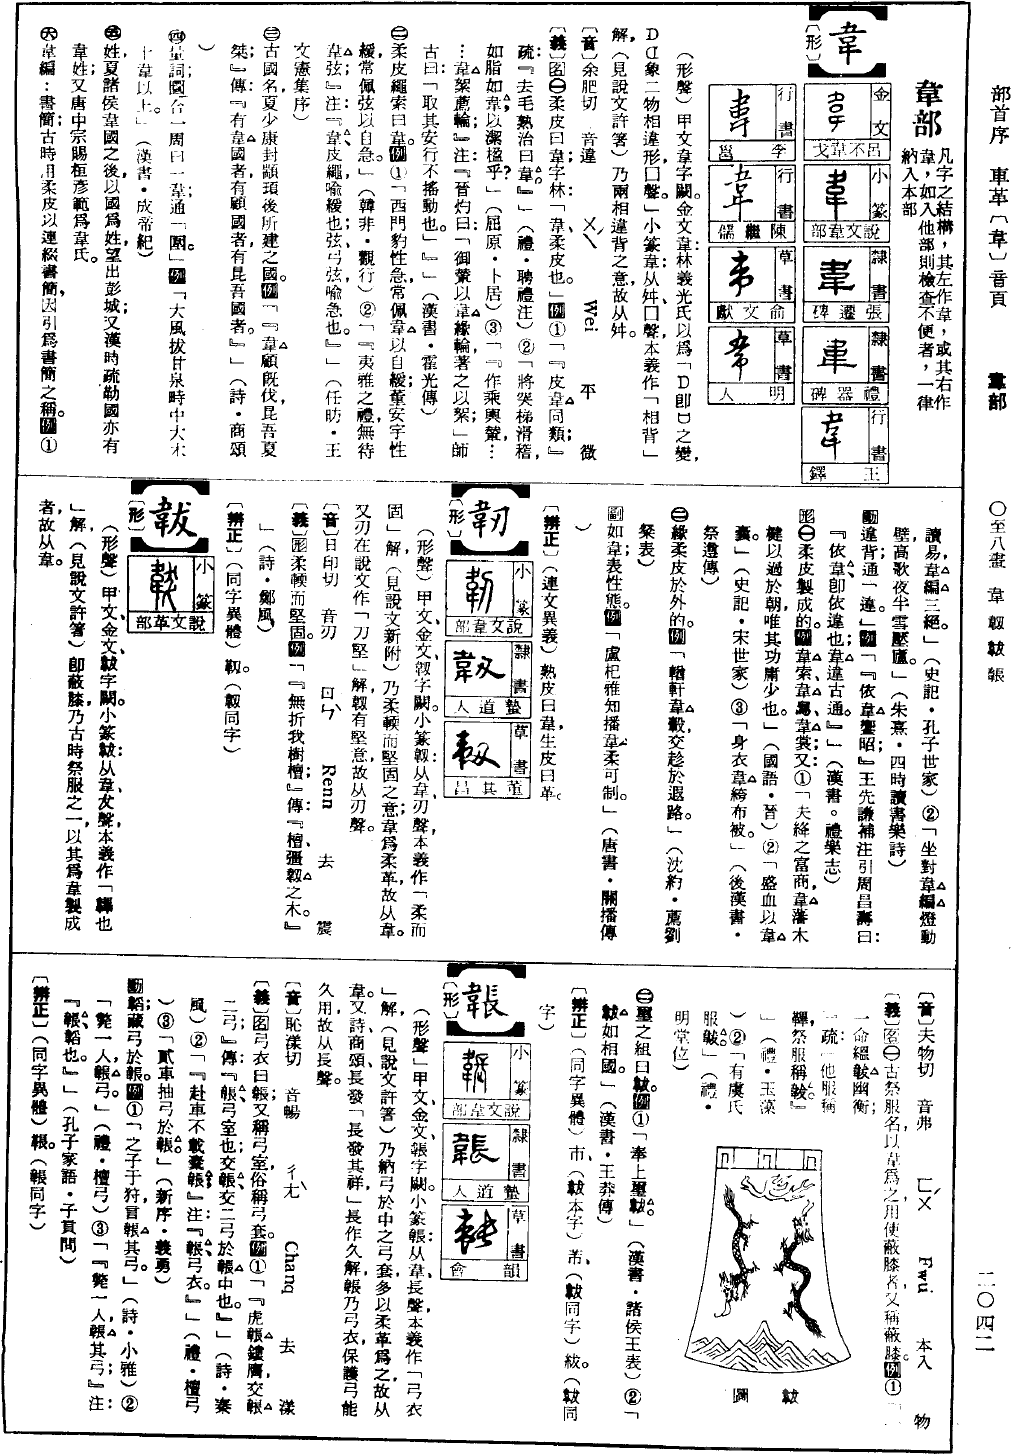 部首序　車革〔韋〕音頁　韋部　〇至八畫　韋韌韍韔　二〇四二
韋部
凡字之結構，其左作韋，或其右作
韋，如入他部則檢查不便者，一律
納入本部
韋
〔形〕
金文　呂不韋戈
小篆　說文韋部
隸書　張遷碑
隸書　禮器碑
行書　王鐸
行書　李邕
行書　陳繼儒
草書　俞文獻
草書　明人
（形聲）甲文韋字闕。金文韋：林義光氏以爲「D即口之變，
象二物相違形，囗聲。」小篆韋：从舛、囗聲，本義作「相背」
解（見說文許箸）乃兩相違背之意，故从舛。
〔音〕余肥切　音違　ㄨㄟˊ　Wei　平　微
〔義〕名㊀柔皮曰韋；字林「韋，柔皮也。」例①「『皮韋同類』；
疏：『去毛熟治曰韋』。」（禮・聘禮注）②「將突梯滑稽，
如脂如韋，以潔楹乎？」（屈原・卜居）③「『作乘輿輦…
…韋絮薦輪』注：『晉灼曰：「御輦以韋緣輪，著之以絮」師
古曰：「取其安行不搖動也。」』」（漢書・霍光傳）
㊁柔皮繩索曰韋。例①「西門豹性急，常佩韋以自緩；董安于性
緩，常佩弦以自急。」（韓非・觀行）②「『夷雅之禮，無待
韋弦』；注：『韋，皮繩，喻緩也；弦，弓弦，喻急也。』」（任昉・王
文憲集序）
㊂古國名，夏少康封顓頊後所建之國。例「『韋顧既伐，昆吾夏
桀』；傳：『有韋國者，有顧國者，有昆吾國者。』」（詩・商頌
）
㊃量詞，圍合一周曰一韋；通「圍。」例「大風拔甘泉畤中大木
十韋以上。」（漢書・成帝紀）
㊄姓，夏諸侯韋國之後，以國爲姓，望出彭城；又漢時疏勒國亦有
韋姓；又唐中宗賜桓彥範爲韋氏。
㊅韋編：書簡；古時用柔皮以連綴書簡，因引爲書簡之稱。例①
讀易，韋編三絕。」（史記・孔子世家）②「坐對韋編燈動
壁，高歌夜半雪壓廬。」（朱熹・四時讀書樂詩）
動違背；通「違。」例「『依韋饗昭』；王先謙補注引周昌壽曰：
『依韋即依違也；韋違古通。』」（漢書・禮樂志）
形㊀柔皮製成的。例韋索、韋舄、韋裳；又①「夫絳之富商，韋藩木
楗以過於朝，唯其功庸少也。」（國語・晉）②「盛血以韋
囊。」（史記・宋世家）③「身衣韋絝布被。」（後漢書・
祭遵傳）
㊁緣柔皮於外的。例「輶軒韋轂，交趁於遐路。」（沈約・薦劉
粲表）
副如韋；表性態。例「盧杞雅知播韋柔可制。」（唐書・關播傳
）
〔辨正〕（連文異義）熟皮曰韋，生皮曰革。
韌
〔形〕
小篆　說文韋部
隸書　蟄道人
草書　董其昌
（形聲）甲文、金文韌字闕。小篆韌：从韋，刃聲，本義作「柔而
固」解（見說文新附）乃柔輭而堅固之意；韋爲柔革，故从韋。
又刃在說文作「刀堅」解，韌有堅意，故从刃聲。
〔音〕日印切　音刃　ㄖㄣˋ　Renn　去　震
〔義〕形柔輭而堅固。例「『無折我樹檀』；傳：『檀，彊韌之木。』
」（詩・鄭風）
〔辨正〕（同字異體）韧。（韌同字）
韍
〔形〕
小篆　說文韋部
（形聲）甲文、金文韍字闕。小篆韍：从韋，犮聲，本義作「韠也
」解（見說文許箸）即蔽膝，乃古時祭服之一，以其爲韋製成
者，故从韋。
〔音〕夫物切　音弗　ㄈㄨˊ　Fwu　本入　物
〔義〕名㊀古祭服名，以韋爲之，用使蔽膝者，又稱蔽膝。例①「『
一命縕韍幽衡
』；疏：『他服稱
韠，祭服稱韍』
」（禮・玉藻
）②「有虞氏
服韍。」（禮・
明堂位）
韍圖
㊁璽之組曰韍。例①「奉上璽韍。」（漢書・諸侯王表）②「
韍如相國。」（漢書・王莽傳）
〔辨正〕（同字異體）巿、（韍本字）芾、（韍同字）紱。（韍同
字）
韔
〔形〕
小篆　說文韋部
隸書　蟄道人
草書　韻會
（形聲）甲文、金文韔字闕。小篆韔：从韋，長聲，本義作「弓衣
」解（見說文許箸）乃納弓於中之弓套，多以柔革爲之，故从
韋。又詩、商頌長發「長發其祥」，長作久解，韔乃弓衣，保護弓能
久用，故从長聲。
〔音〕恥漾切　音暢　ㄔㄤˋ　Chanq　去　漾
〔義〕名弓衣曰韔，又稱弓室，俗稱弓套。例①「『虎韔鏤膺，交韔
二弓』；傳：『韔，弓室也；交韔，交二弓於韔中也。』」（詩・秦
風）②「『赴車不載櫜韔』；注：『韔，弓衣。』」（禮・檀弓
）③「貳車抽弓於韔。」（新序・義勇）
動韜；藏弓於韔。例①「之子于狩，言韔其弓。」（詩・小雅）②
「斃一人韔弓。」（禮・檀弓）③「『斃一人，韔其弓』；注：
『韔，韜也。』」（孔子家語・子貢問）
〔辨正〕（同字異體）韔。（韔同字）